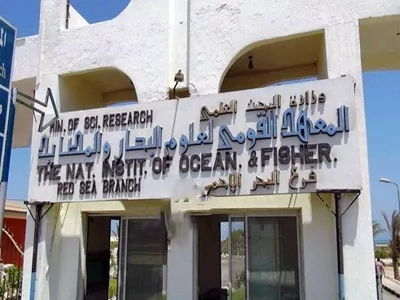 وزارة البحث العلمي
MIN. OF SCI. RESEARCH
المعهد القومي لعلوم البحار والمصايد
THE NAT. INSTIT. OF OCEAN. & FISHER.
فرع البحر الأحمر
RED SEA BRANCH